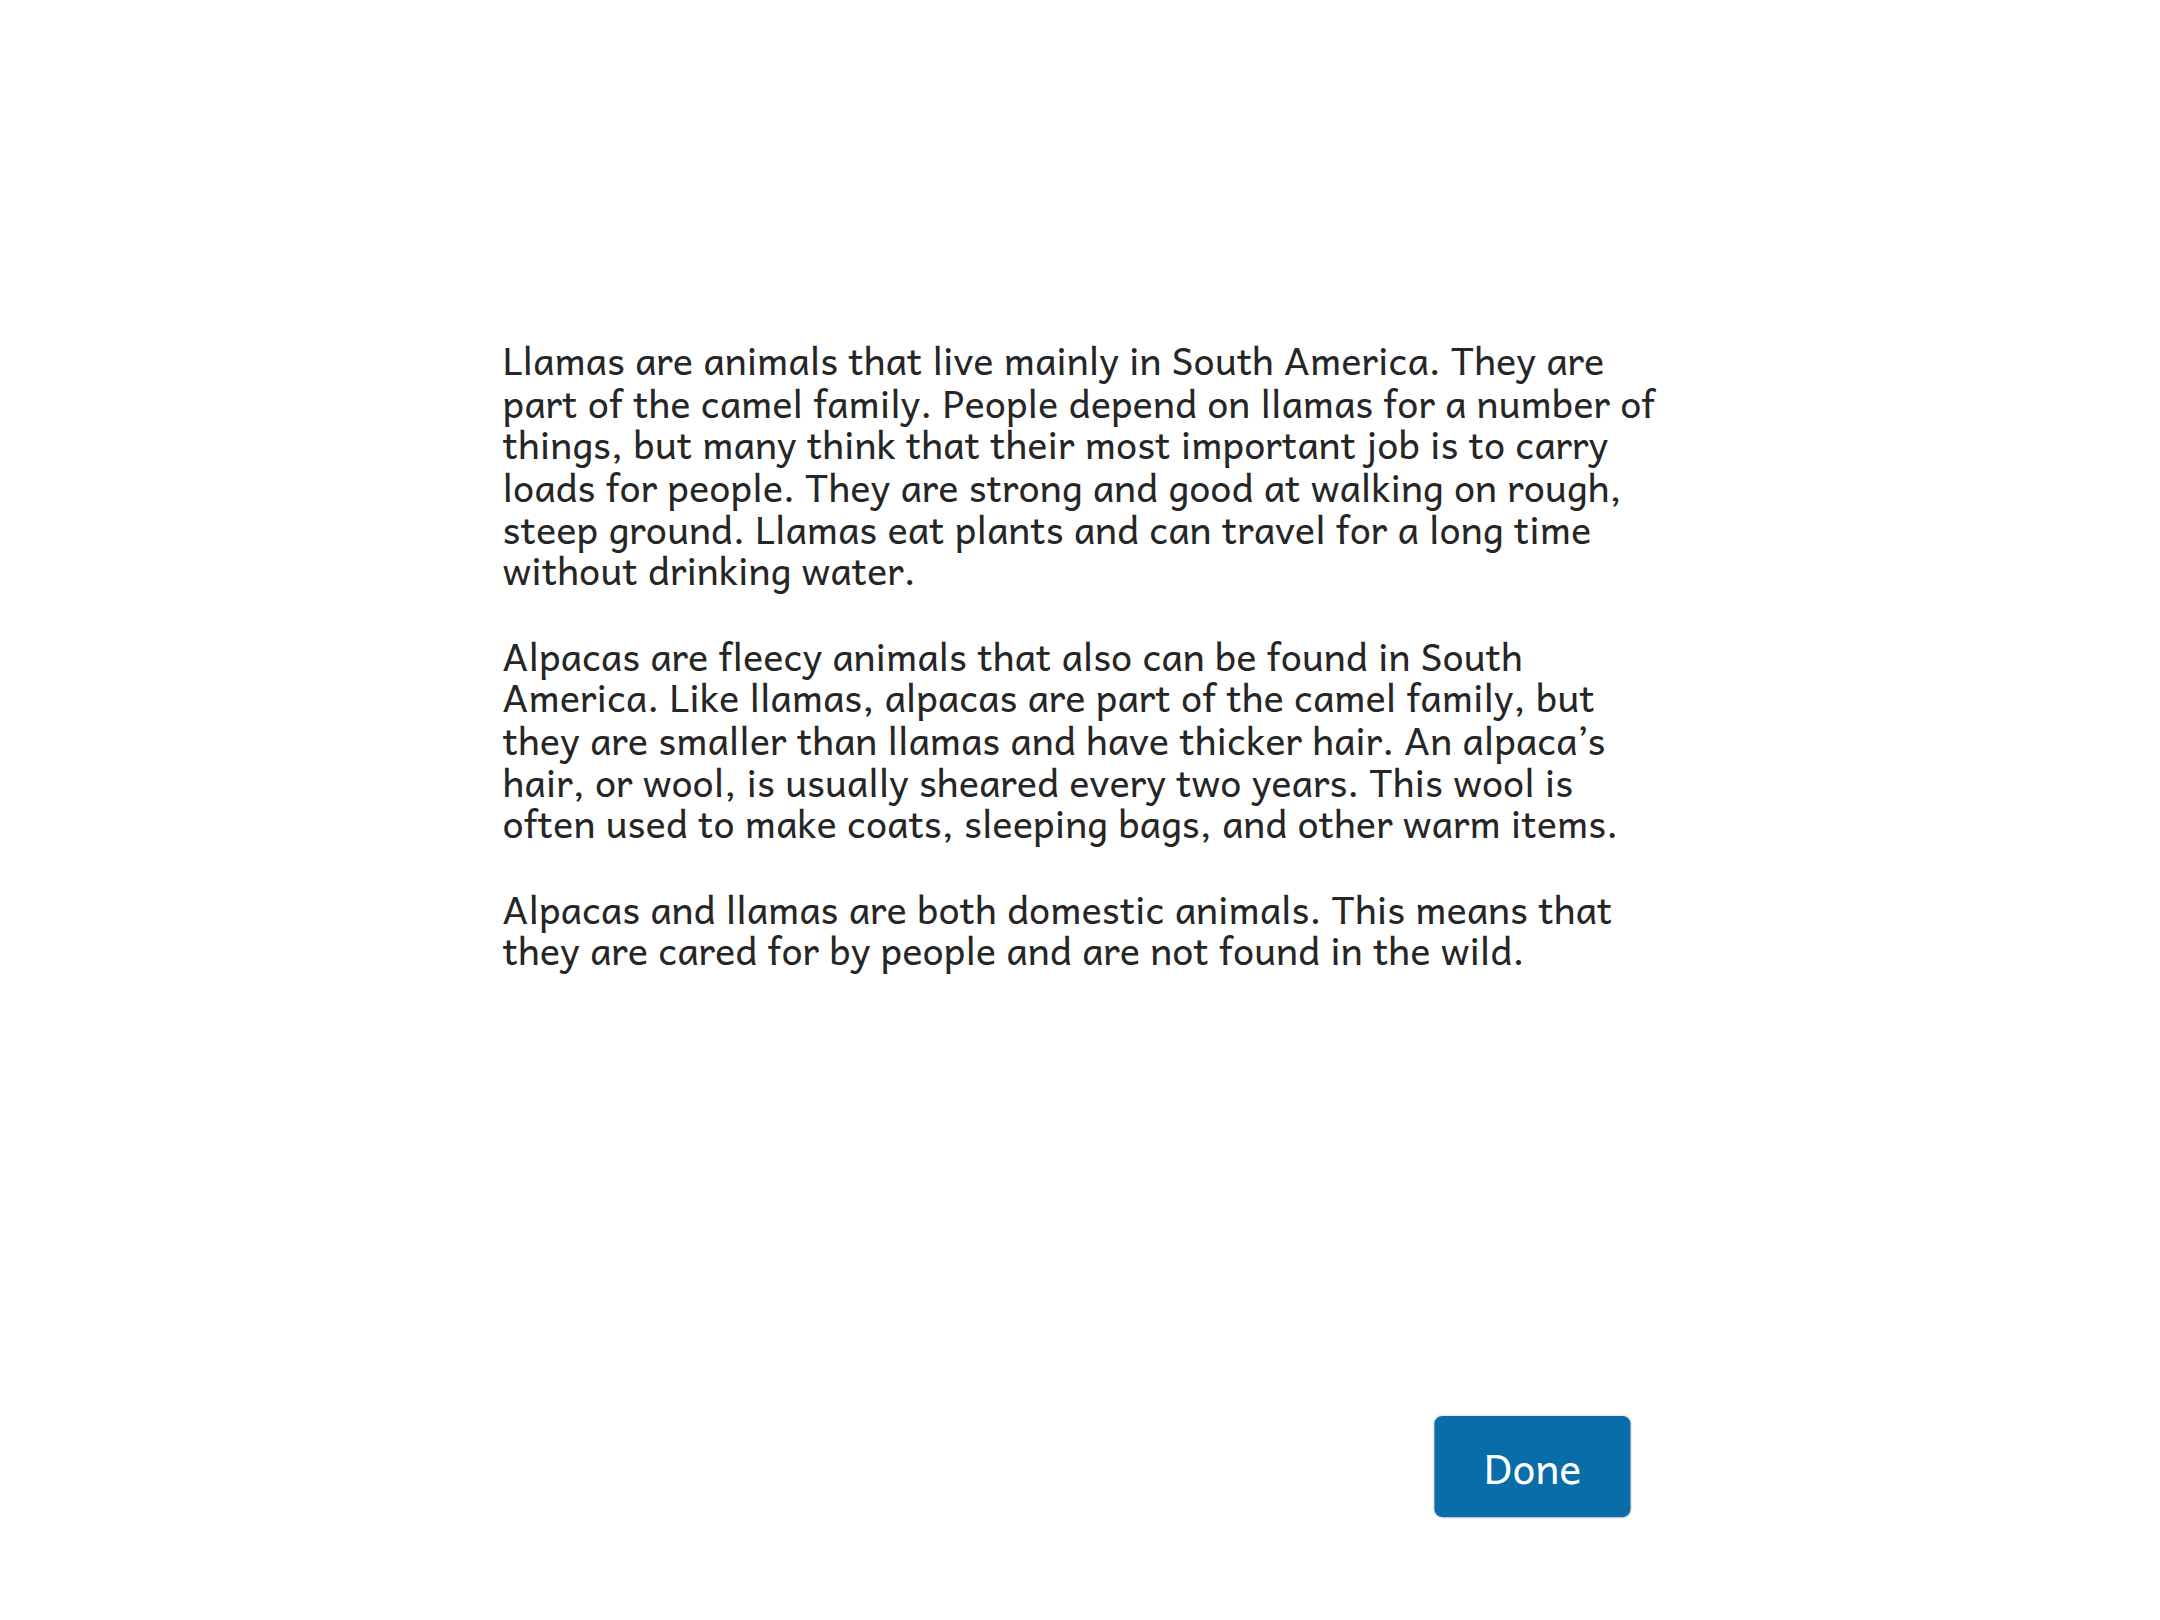 Llamas are animals that live mainly in South America. They are
part of the camel family. People depend on llamas for a number of
things, but many think that their most important job is to carry
loads for people. They are strong and good at walking on rough,
steep ground. Llamas eat plants and can travel for a long time
without drinking water.
Alpacas are fleecy animals that also can be found in South
America. Like llamas, alpacas are part of the camel family, but
they are smaller than llamas and have thicker hair. An alpaca’s
hair, or wool, is usually sheared every two years. This wool is
often used to make coats, sleeping bags, and other warm items.
Alpacas and llamas are both domestic animals. This means that
they are cared for by people and are not found in the wild.
Done